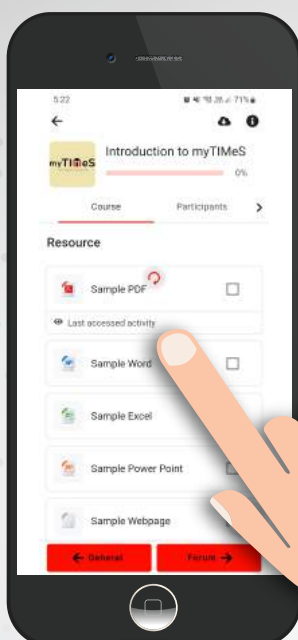 5:22
71%
myTIMeS
Introduction to myTIMeS
0%
Course
Participants
Resource
Sample PDF
Last accessed activity
Sample Word
Sample Excel
Sample Power Point
Sample Webpage
← General
Forum →